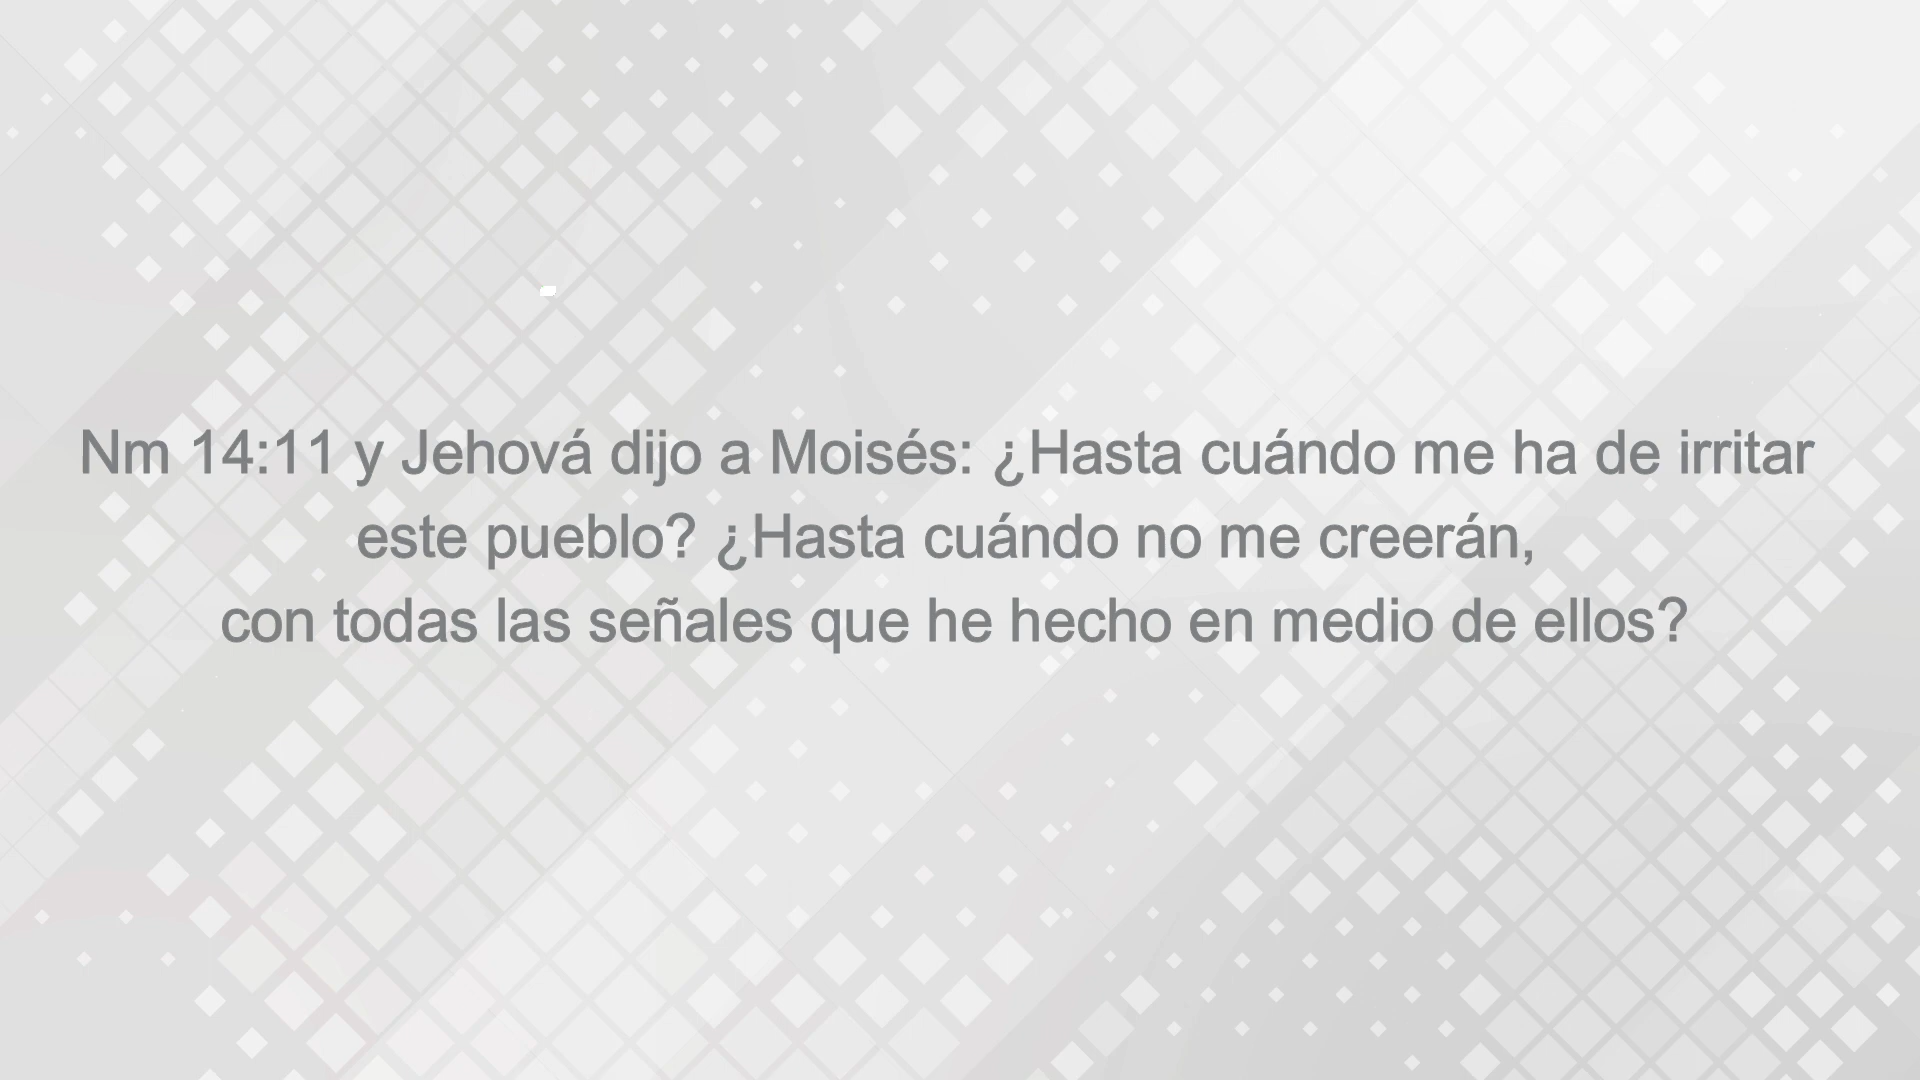 Nm 14:11 y Jehová dijo a Moisés: ¿Hasta cuándo me ha de irritar
este pueblo? ¿Hasta cuándo no me creerán,
con todas las señales que he hecho en medio de ellos?